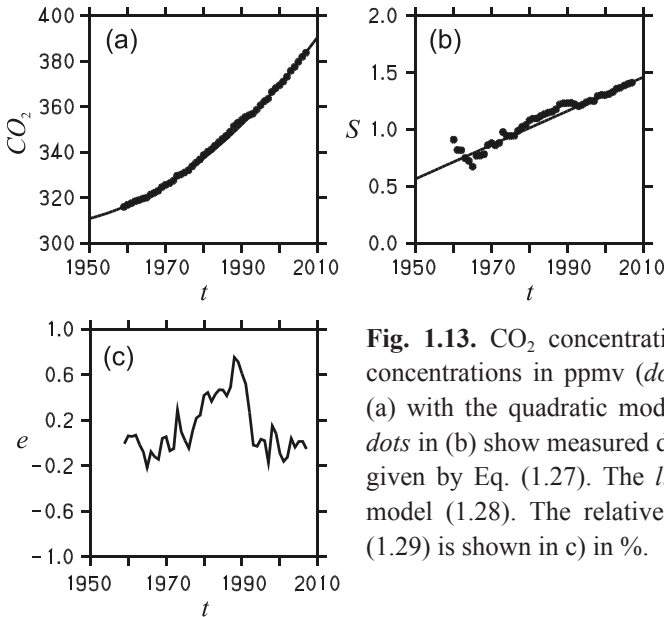 (a)
400
380
360
340
320
300
CO2
1950 1970 1990 2010
t
(b)
2.0
1.5
1.0
0.5
0.0
S
1950 1970 1990 2010
t
(c)
1.0
0.6
0.2
−0.2
−0.6
−1.0
e
1950 1970 1990 2010
t
Fig. 1.13. CO2 concentrati
concentrations in ppmv (do
(a) with the quadratic mod
dots in (b) show measured d
given by Eq. (1.27). The l
model (1.28). The relative
(1.29) is shown in c) in %.